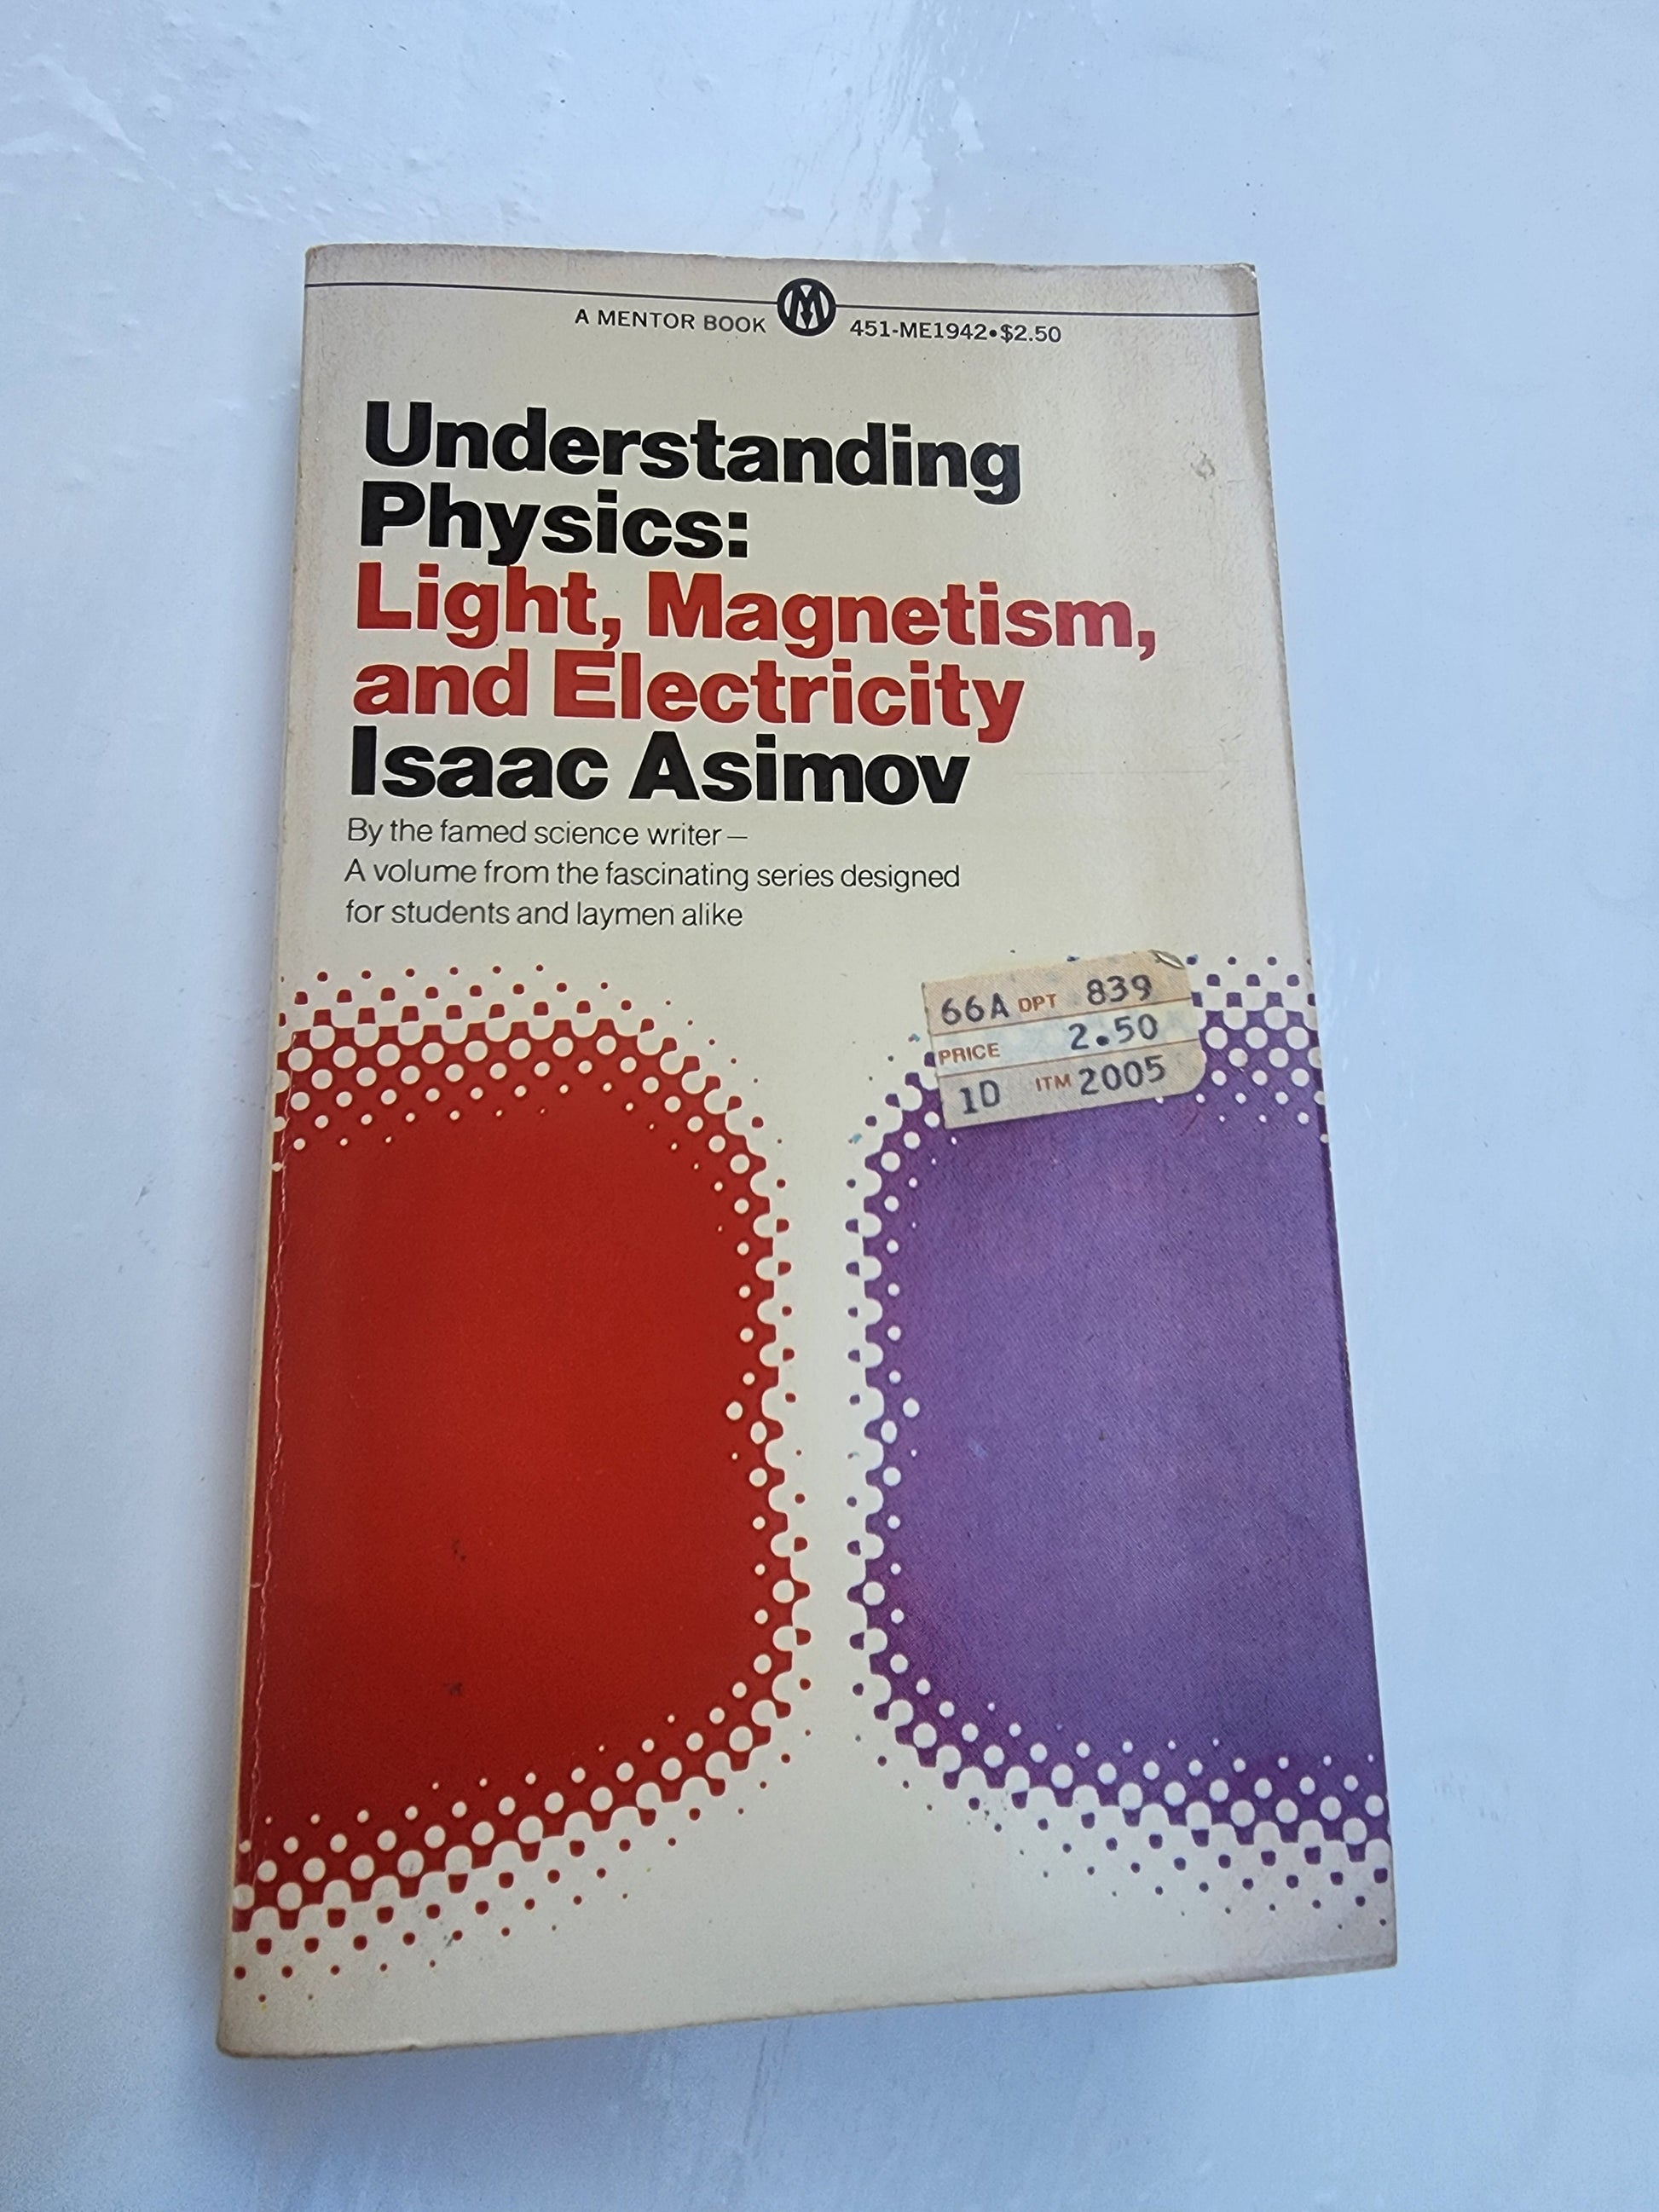 A MENTOR BOOK M 451-ME1942•$2.50
Understanding
Physics:
Light, Magnetism,
and Electricity
Isaac Asimov
By the famed science writer—
A volume from the fascinating series designed
for students and laymen alike
66A DPT 839
PRICE 2.50
1D ITM 2005